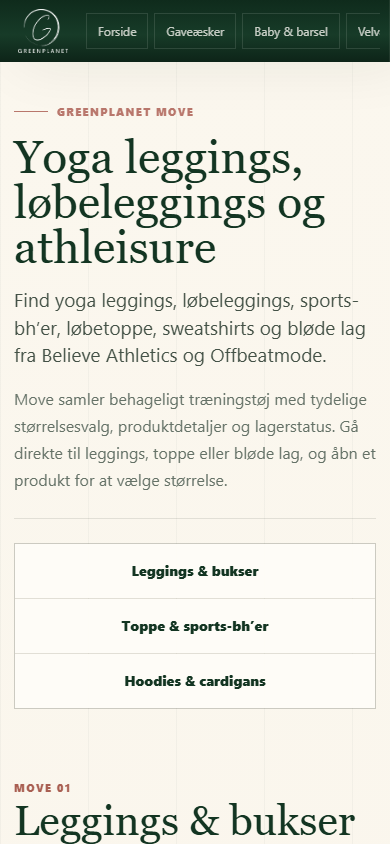 GREENPLANET
Forside
Gaveæsker
Baby & barsel
Velv
GREENPLANET MOVE
Yoga leggings,
løbeleggings og
athleisure
Find yoga leggings, løbeleggings, sports-
bh’er, løbetoppe, sweatshirts og bløde lag
fra Believe Athletics og Offbeatmode.
Move samler behageligt træningstøj med tydelige
størrelsesvalg, produktdetaljer og lagerstatus. Gå
direkte til leggings, toppe eller bløde lag, og åbn et
produkt for at vælge størrelse.
Leggings & bukser
Toppe & sports-bh’er
Hoodies & cardigans
MOVE 01
Leggings & bukser